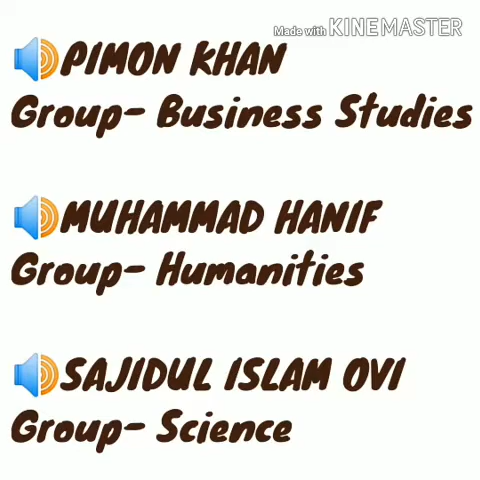 Made with KINEMASTER
🔊PIMON KHAN
Group- Business Studies
🔊MUHAMMAD HANIF
Group- Humanities
🔊SAJIDUL ISLAM OVI
Group- Science